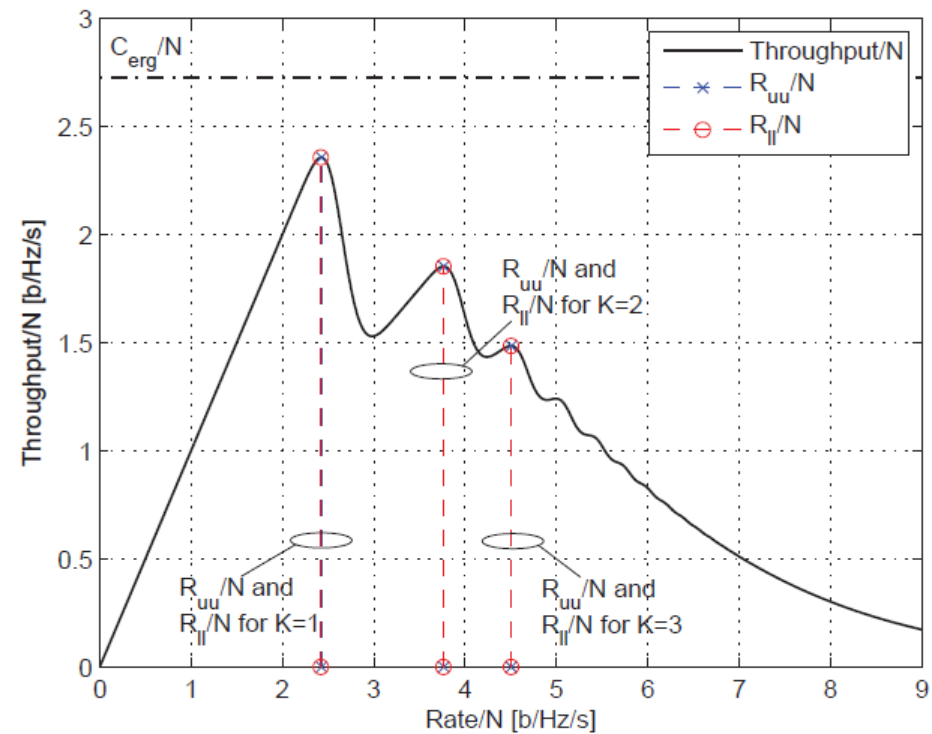 C_erg/N
Throughput/N
R_uu/N
R_ll/N
Throughput/N [b/Hz/s]
3
2.5
2
1.5
1
0.5
0
R_uu/N and
R_ll/N for K=2
R_uu/N and
R_ll/N for K=1
R_uu/N and
R_ll/N for K=3
0 1 2 3 4 5 6 7 8 9
Rate/N [b/Hz/s]